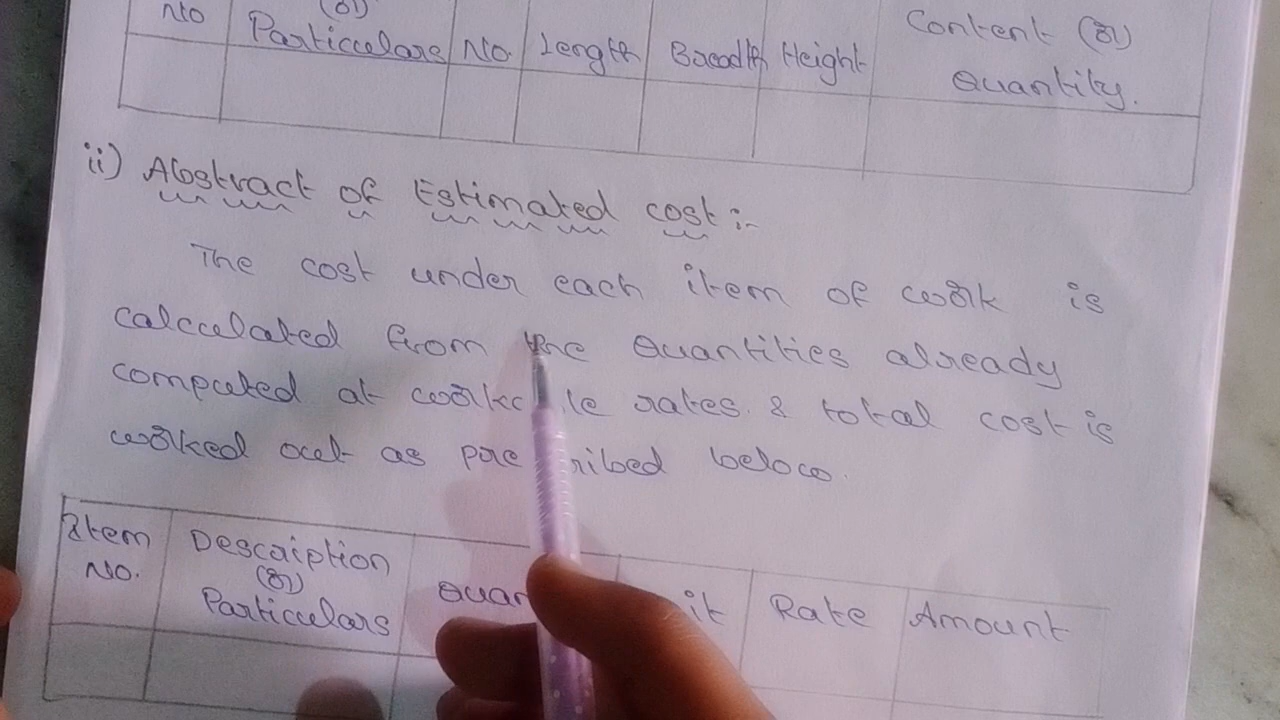 No (or) Particulars No. Length Breadth Height Content (or) Quantity.
ii) Abstract of Estimated cost :-
The cost under each item of work is
calculated from the Quantities already
computed at rates & total cost is
worked out as below.
Item No. Description (or) Particulars Rate Amount